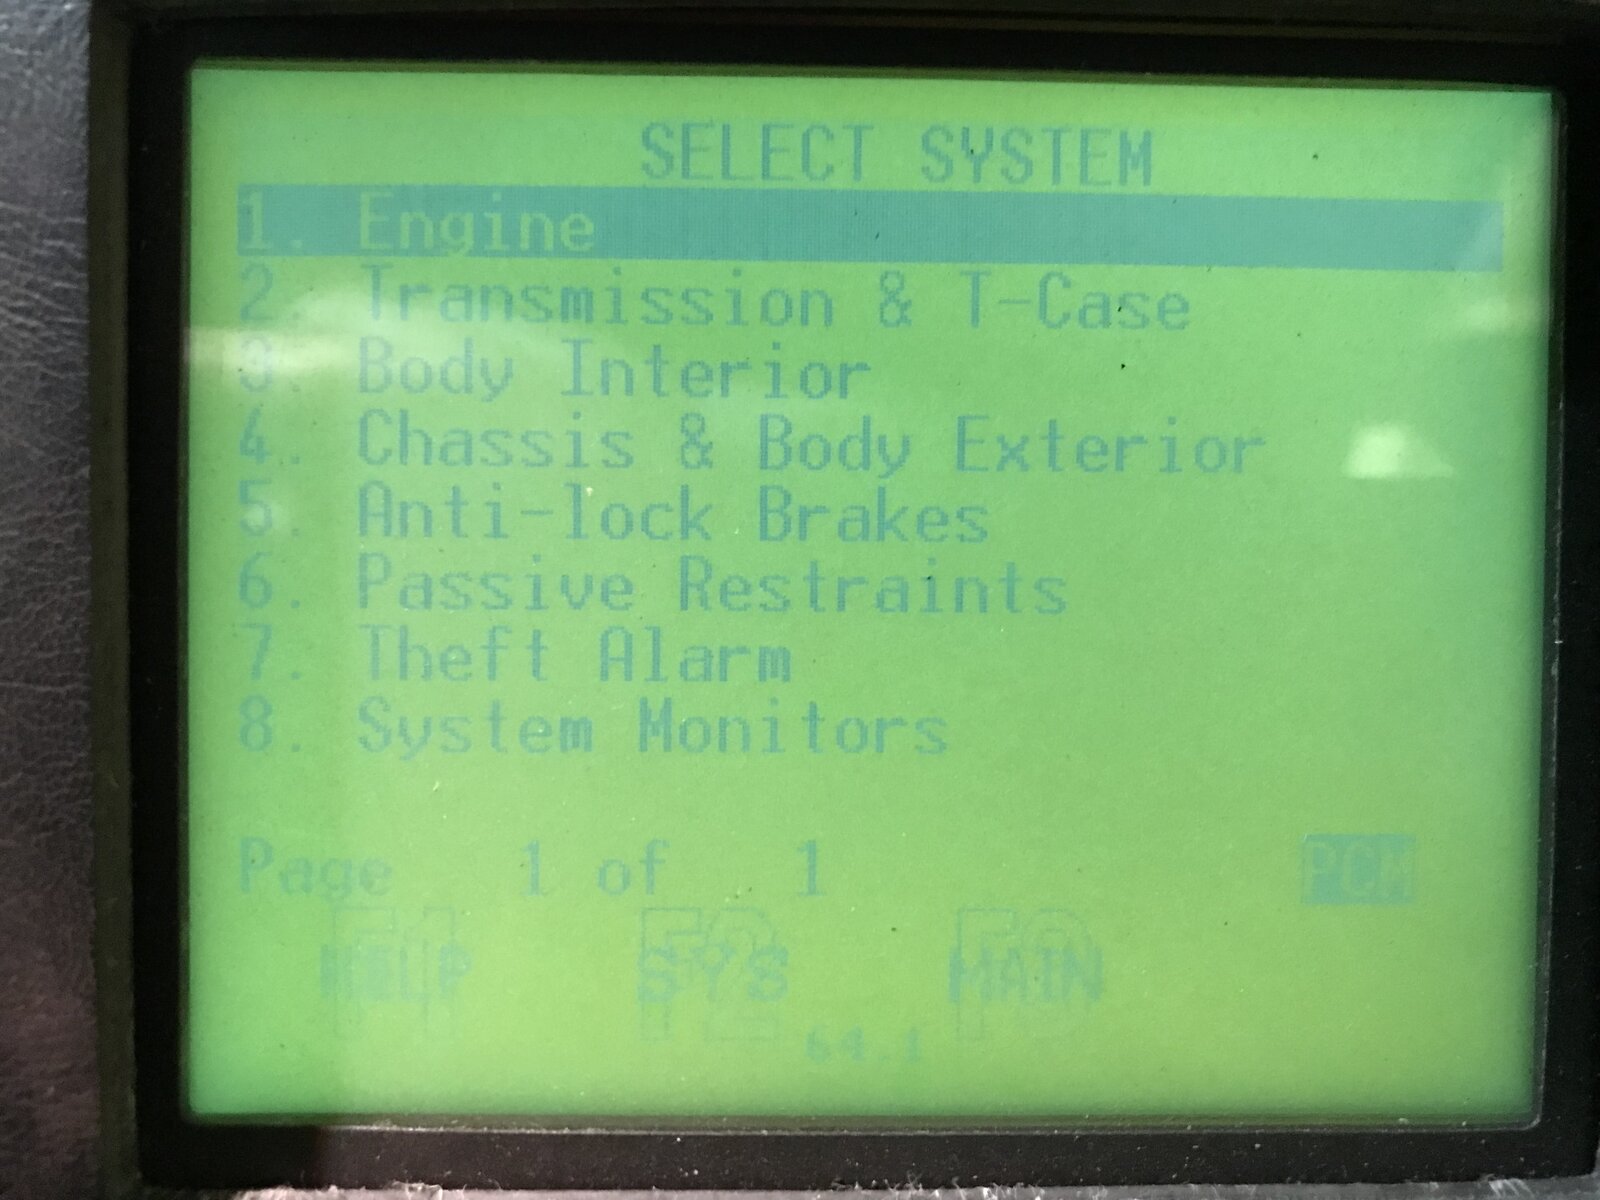 SELECT SYSTEM
1. Engine
2. Transmission & T-Case
3. Body Interior
4. Chassis & Body Exterior
5. Anti-lock Brakes
6. Passive Restraints
7. Theft Alarm
8. System Monitors
Page 1 of 1 PCM
F1 F2 F3
HELP SYS MAIN
64.1